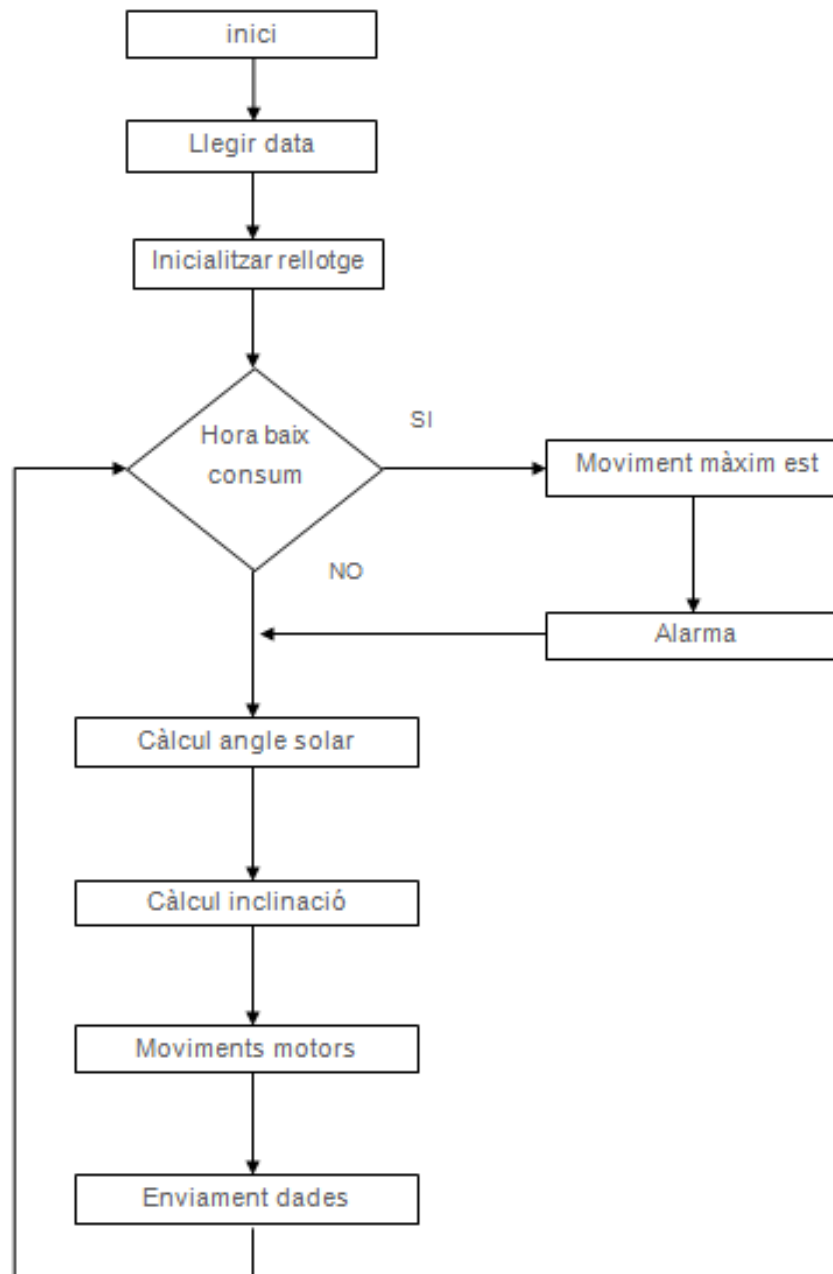 inici
Llegir data
Inicialitzar rellotge
Hora baix
consum
SI
Moviment màxim est
NO
Alarma
Càlcul angle solar
Càlcul inclinació
Moviments motors
Enviament dades